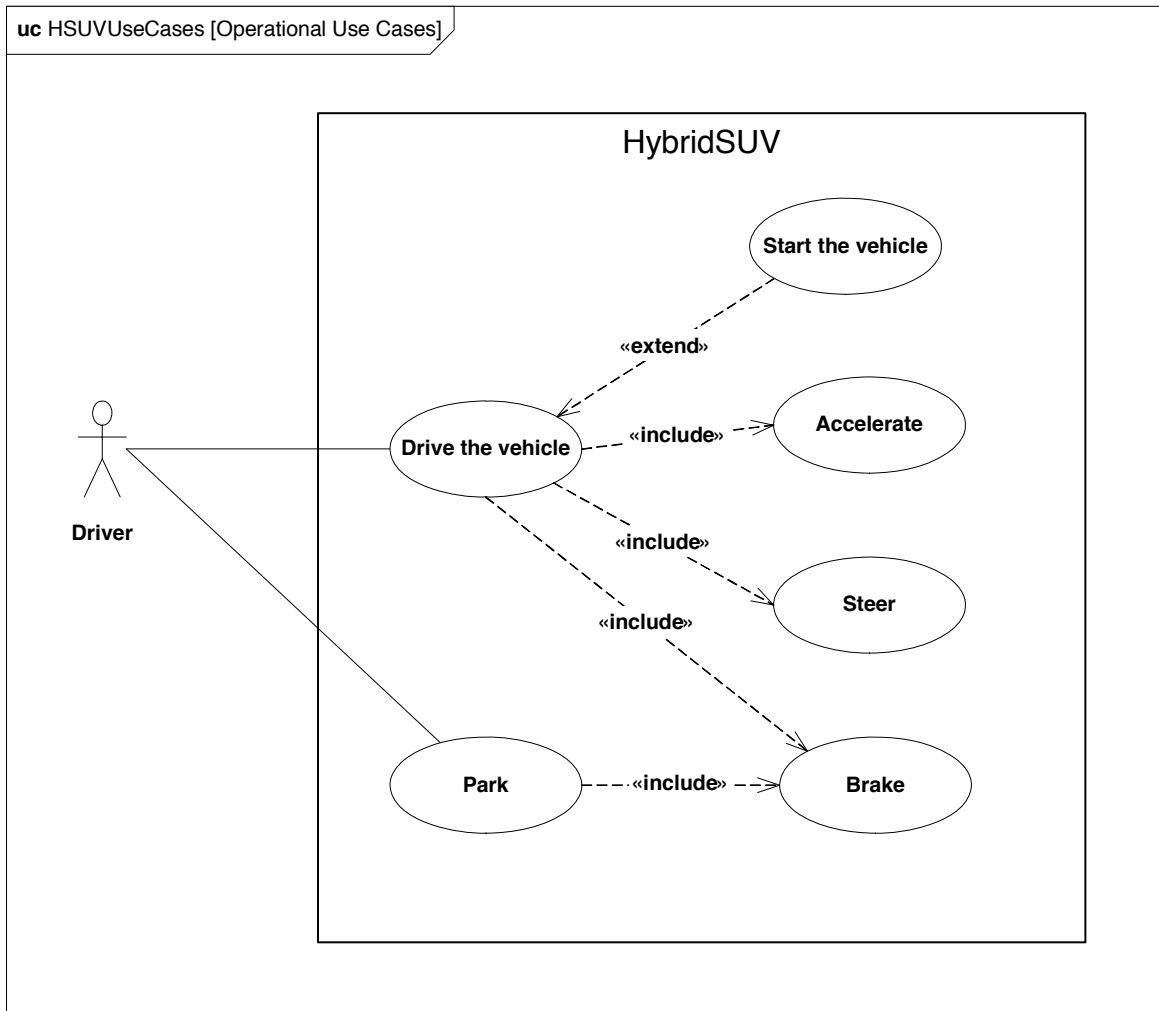 uc HSUVUseCases [Operational Use Cases]
HybridSUV
Start the vehicle
«extend»
Accelerate
«include»
Drive the vehicle
Driver
«include»
Steer
«include»
Park
«include»
Brake